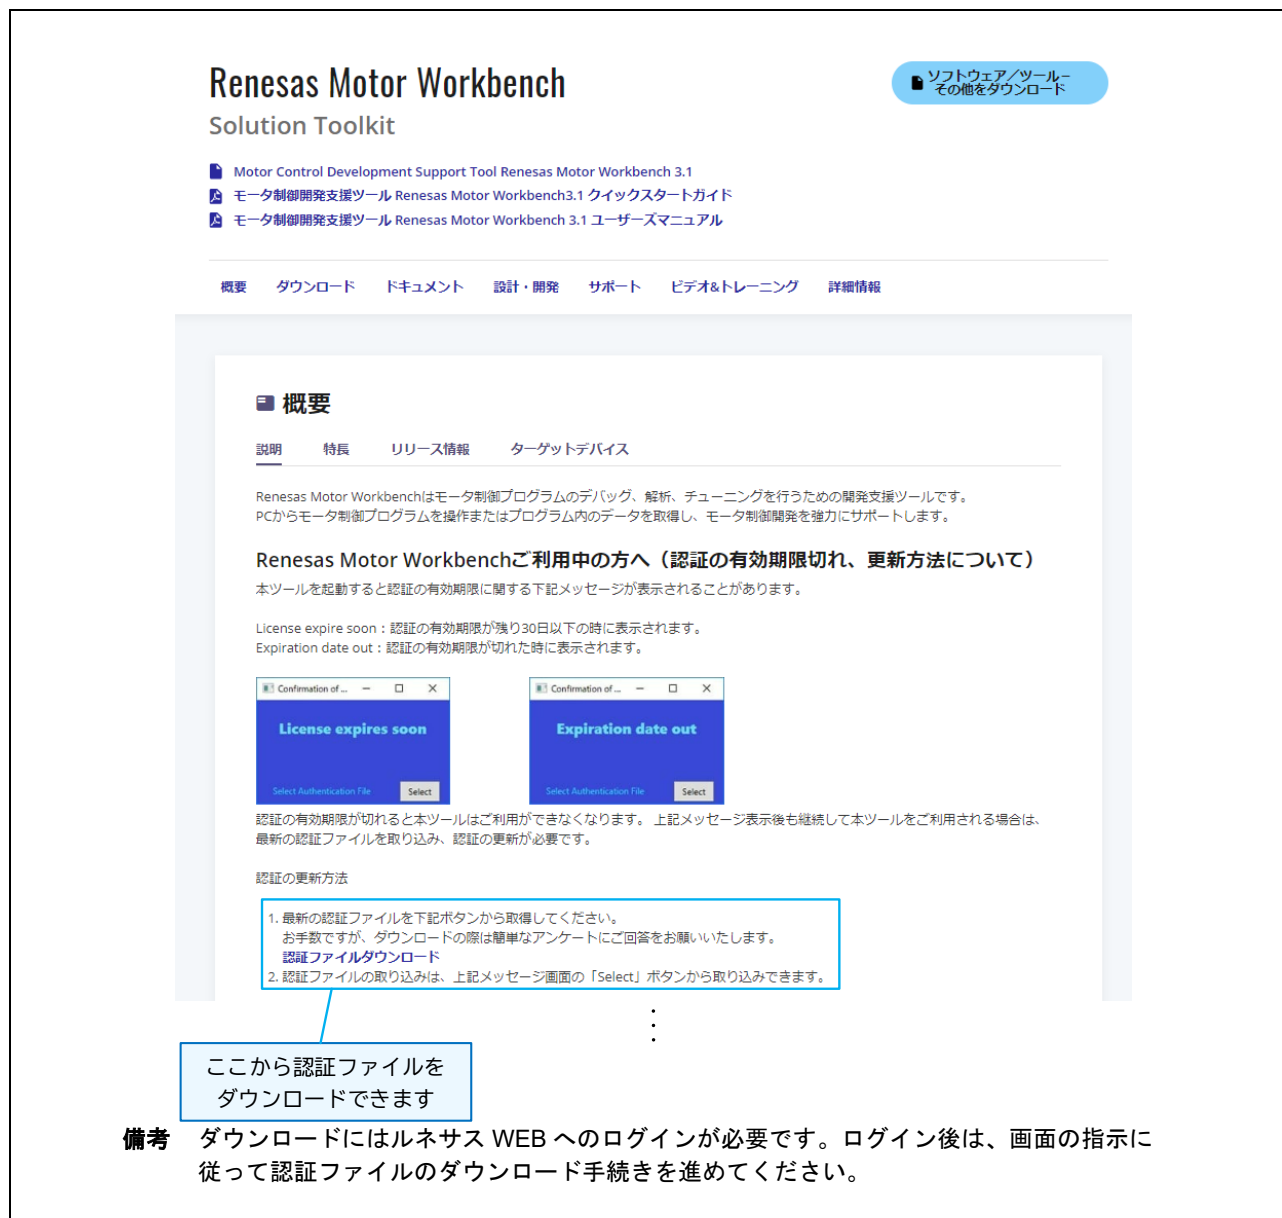 Renesas Motor Workbench
ソフトウェア／ツール－
その他をダウンロード
Solution Toolkit
Motor Control Development Support Tool Renesas Motor Workbench 3.1
モータ制御開発支援ツール Renesas Motor Workbench3.1 クイックスタートガイド
モータ制御開発支援ツール Renesas Motor Workbench 3.1 ユーザーズマニュアル
概要 ダウンロード ドキュメント 設計・開発 サポート ビデオ&トレーニング 詳細情報
概要
説明 特長 リリース情報 ターゲットデバイス
Renesas Motor Workbenchはモータ制御プログラムのデバッグ、解析、チューニングを行うための開発支援ツールです。
PCからモータ制御プログラムを操作またはプログラム内のデータを取得し、モータ制御開発を強力にサポートします。
Renesas Motor Workbenchご利用中の方へ（認証の有効期限切れ、更新方法について）
本ツールを起動すると認証の有効期限に関する下記メッセージが表示されることがあります。
License expire soon：認証の有効期限が残り30日以下の時に表示されます。
Expiration date out：認証の有効期限が切れた時に表示されます。
Confirmation of ...
License expires soon
Select Authentication File Select
Confirmation of ...
Expiration date out
Select Authentication File Select
認証の有効期限が切れると本ツールはご利用ができなくなります。 上記メッセージ表示後も継続して本ツールをご利用される場合は、
最新の認証ファイルを取り込み、認証の更新が必要です。
認証の更新方法
1. 最新の認証ファイルを下記ボタンから取得してください。
お手数ですが、ダウンロードの際は簡単なアンケートにご回答をお願いいたします。
認証ファイルダウンロード
2. 認証ファイルの取り込みは、上記メッセージ画面の「Select」ボタンから取り込みできます。
ここから認証ファイルを
ダウンロードできます
備考 ダウンロードにはルネサス WEB へのログインが必要です。ログイン後は、画面の指示に
従って認証ファイルのダウンロード手続きを進めてください。